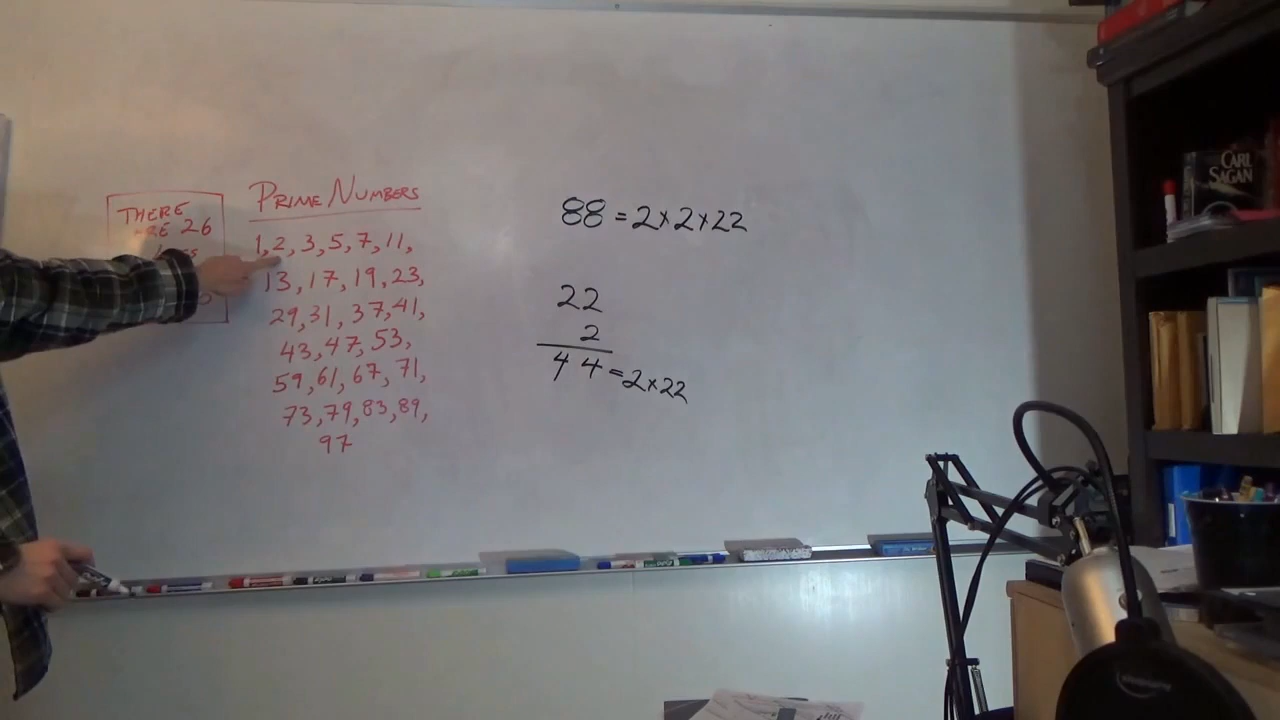 THERE
ARE 26
PRIME NUMBERS
1, 2, 3, 5, 7, 11,
13, 17, 19, 23,
29, 31, 37, 41,
43, 47, 53,
59, 61, 67, 71,
73, 79, 83, 89,
97
88 = 2 x 2 x 22
22
2
44 = 2 x 22
CARL
SAGAN